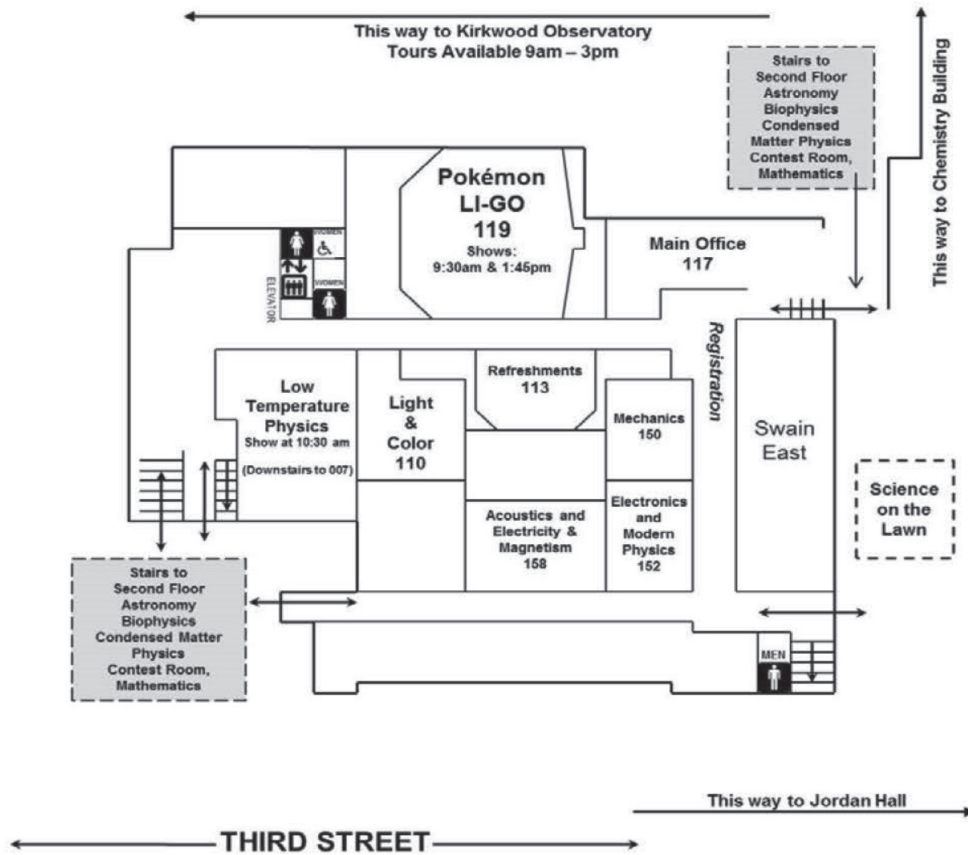 This way to Kirkwood Observatory
Tours Available 9am – 3pm
Stairs to
Second Floor
Astronomy
Biophysics
Condensed
Matter Physics
Contest Room,
Mathematics
This way to Chemistry Building
Pokémon
LI-GO
119
Shows:
9:30am & 1:45pm
Main Office
117
WOMEN
WOMEN
ELEVATOR
Registration
Low
Temperature
Physics
Show at 10:30 am
(Downstairs to 007)
Light
&
Color
110
Refreshments
113
Mechanics
150
Swain
East
Science
on the
Lawn
Acoustics and
Electricity &
Magnetism
158
Electronics
and
Modern
Physics
152
Stairs to
Second Floor
Astronomy
Biophysics
Condensed Matter
Physics
Contest Room,
Mathematics
MEN
This way to Jordan Hall
THIRD STREET